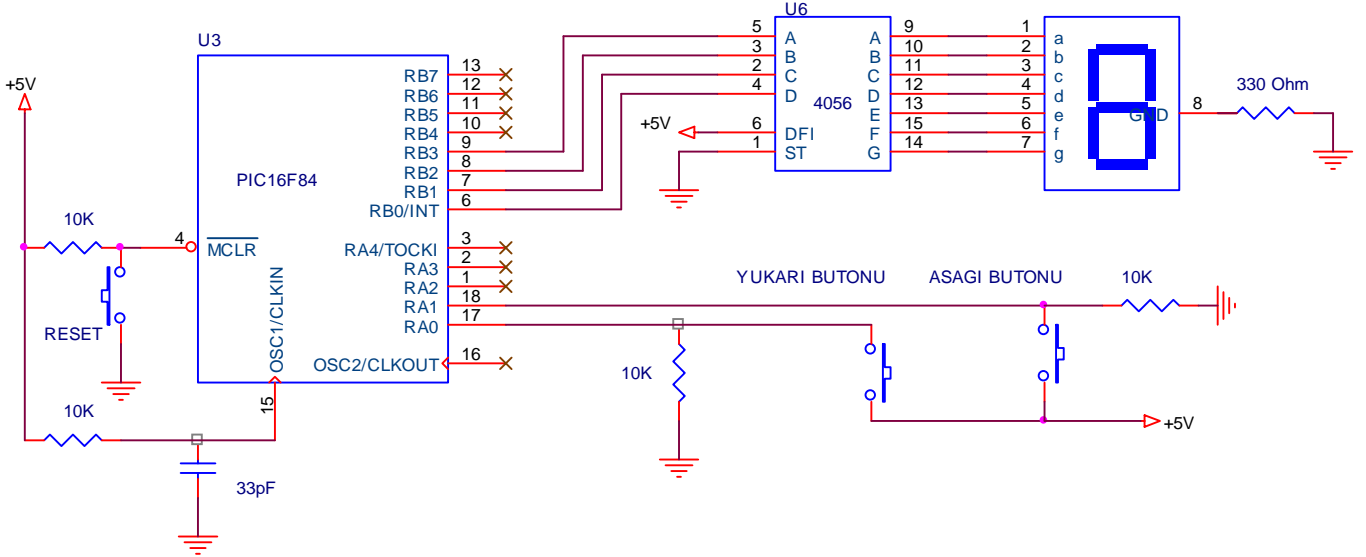 U3
+5V
PIC16F84
RB7 13
RB6 12
RB5 11
RB4 10
RB3 9
RB2 8
RB1 7
RB0/INT 6
RA4/TOCKI 3
RA3 2
RA2 1
RA1 18
RA0 17
OSC2/CLKOUT 16
4 MCLR
OSC1/CLKIN
15
10K
RESET
10K
33pF
U6
4056
5 A
3 B
2 C
4 D
+5V
6 DFI
1 ST
A 9
B 10
C 11
D 12
E 13
F 15
G 14
1 a
2 b
3 c
4 d
5 e
6 f
7 g
GND 8
330 Ohm
YUKARI BUTONU
ASAGI BUTONU
10K
10K
+5V